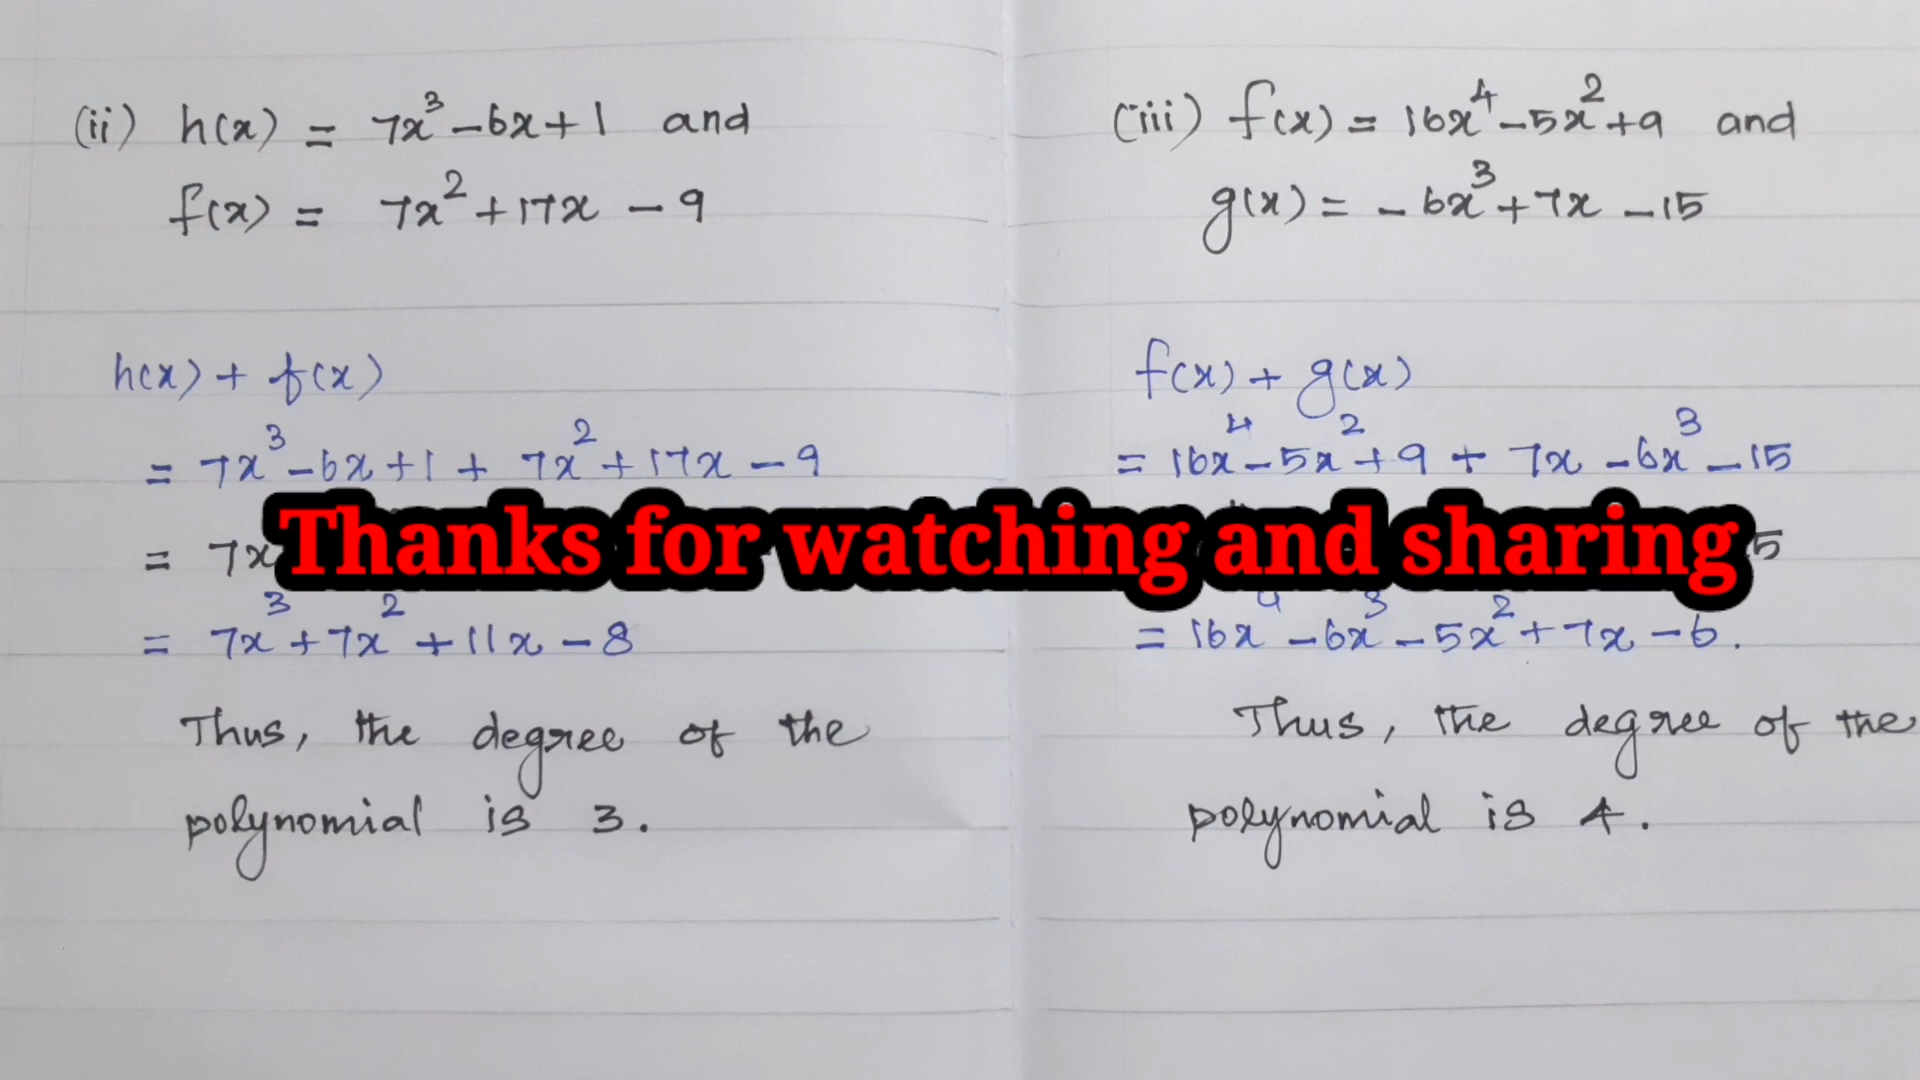 (ii) h(x) = 7x³ - 6x + 1 and
f(x) = 7x² + 17x - 9
h(x) + f(x)
= 7x³ - 6x + 1 + 7x² + 17x - 9
= 7x
= 7x³ + 7x² + 11x - 8
Thus, the degree of the
polynomial is 3.
(iii) f(x) = 16x⁴ - 5x² + 9 and
g(x) = - 6x³ + 7x - 15
f(x) + g(x)
= 16x⁴ - 5x² + 9 + 7x - 6x³ - 15
5
= 16x⁴ - 6x³ - 5x² + 7x - 6.
Thus, the degree of the
polynomial is 4.
Thanks for watching and sharing